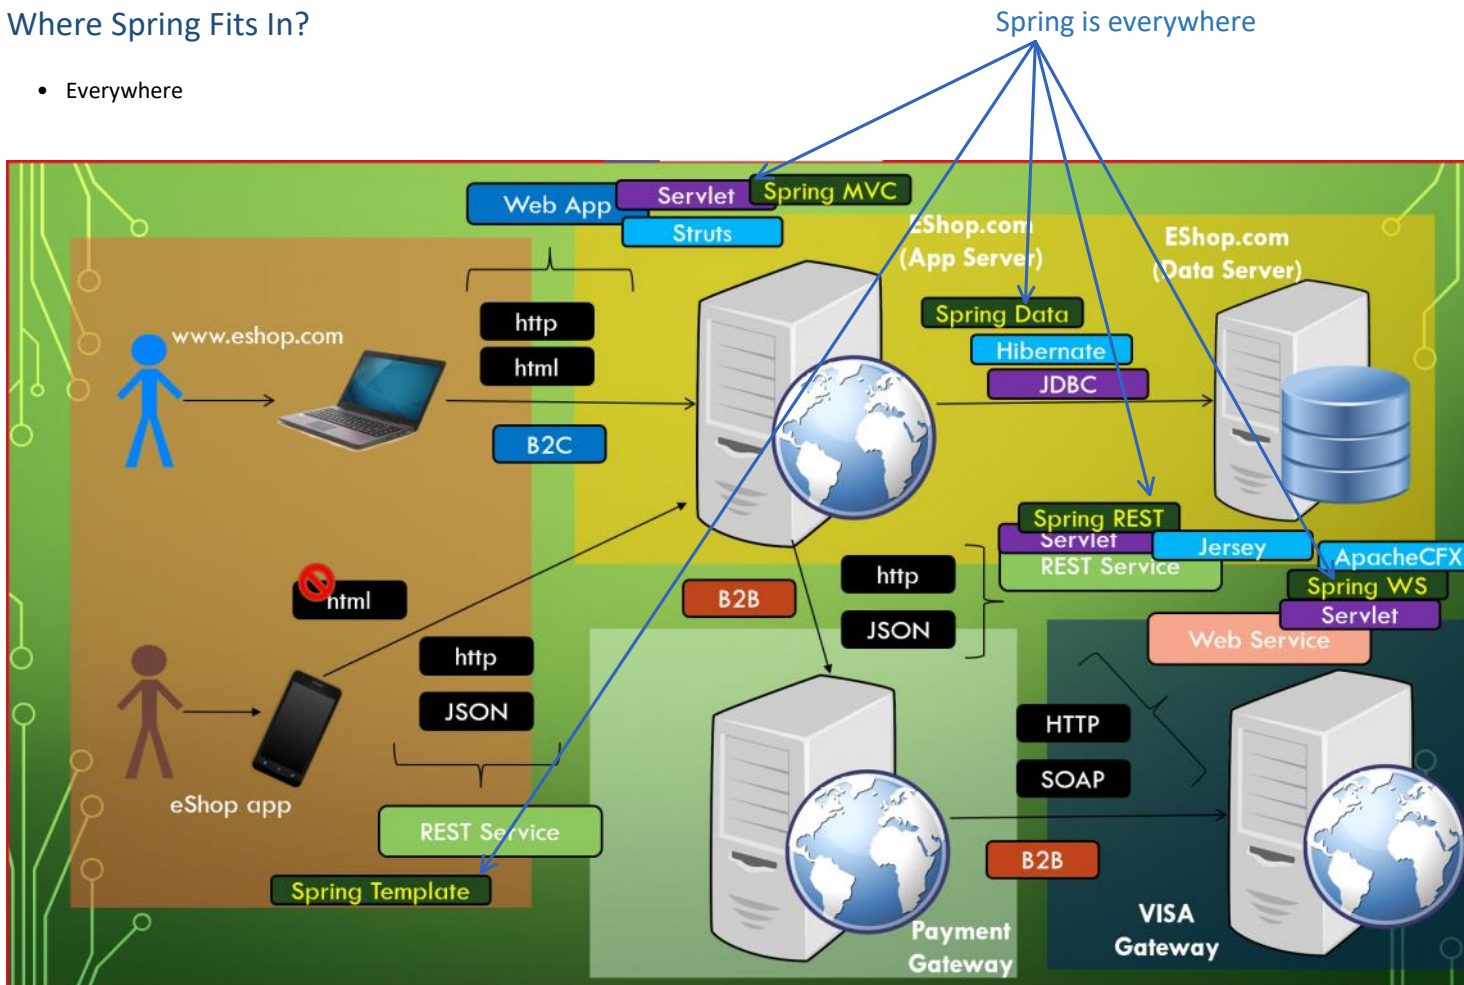 Where Spring Fits In?
Spring is everywhere
• Everywhere
Web App
Servlet
Spring MVC
Struts
EShop.com
(App Server)
EShop.com
(Data Server)
www.eshop.com
http
html
B2C
Spring Data
Hibernate
JDBC
Spring REST
Servlet
Jersey
REST Service
ApacheCFX
Spring WS
Servlet
Web Service
html
B2B
http
JSON
http
JSON
eShop app
REST Service
Spring Template
HTTP
SOAP
B2B
Payment
Gateway
VISA
Gateway